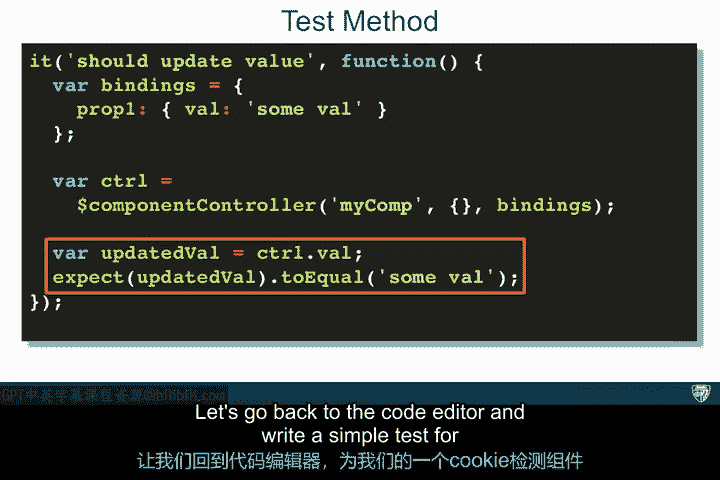 Test Method
it('should update value', function() {
var bindings = {
prop1: { val: 'some val' }
};
var ctrl =
$componentController('myComp', {}, bindings);
var updatedVal = ctrl.val;
expect(updatedVal).toEqual('some val');
});
Let's go back to the code editor and
write a simple test for
让我们回到代码编辑器，为我们的一个cookie检测组件